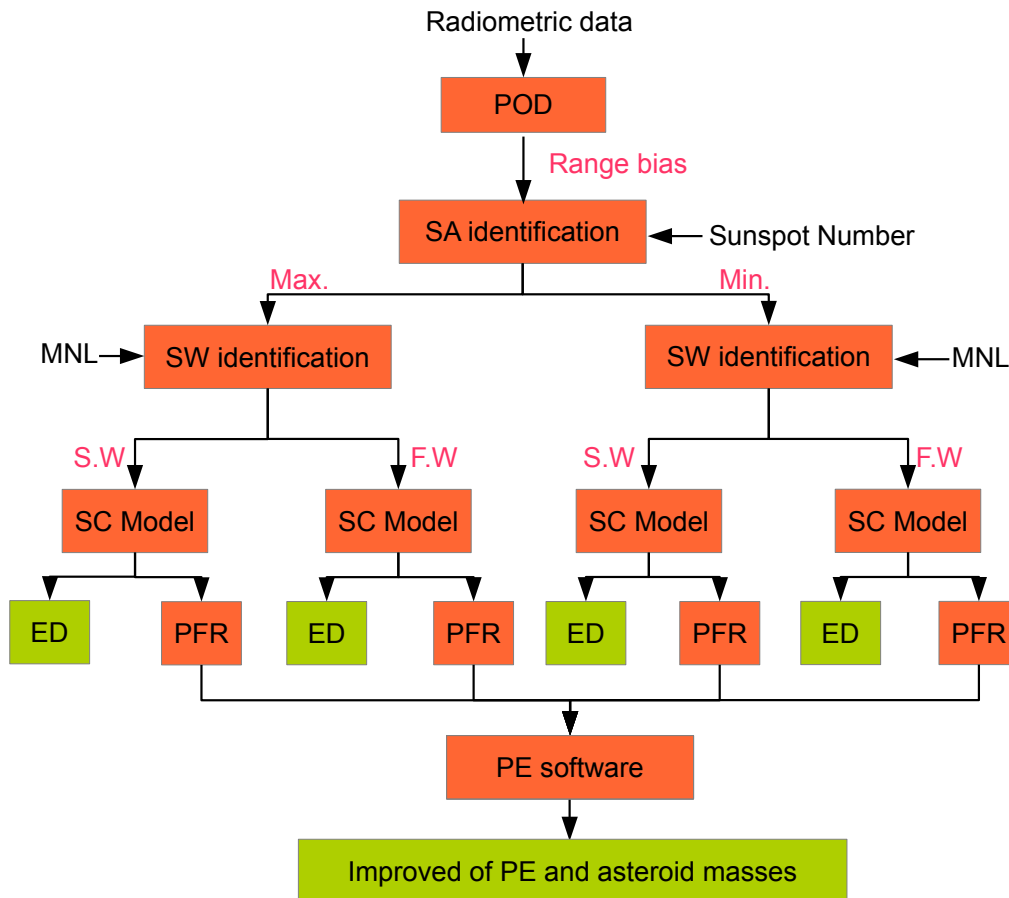 Radiometric data
POD
Range bias
SA identification
Sunspot Number
Max.
Min.
MNL
SW identification
SW identification
MNL
S.W
F.W
S.W
F.W
SC Model
SC Model
SC Model
SC Model
ED
PFR
ED
PFR
ED
PFR
ED
PFR
PE software
Improved of PE and asteroid masses